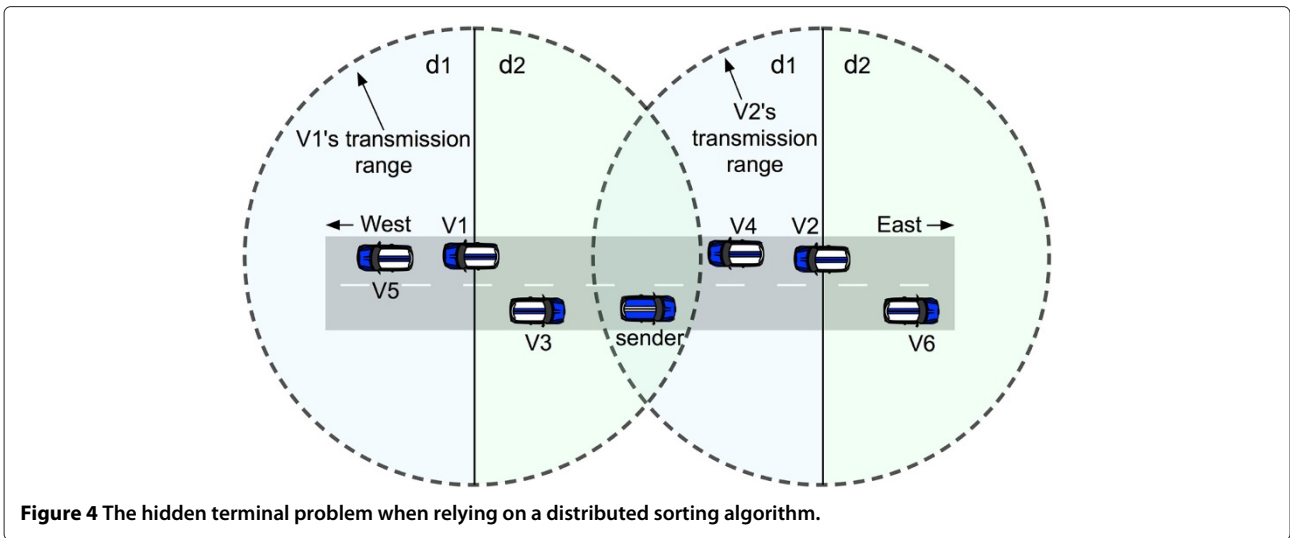 d1 d2 d1 d2
V1's transmission
range
V2's
transmission
range
West V1 V4 V2 East
V5
V3 sender V6
Figure 4 The hidden terminal problem when relying on a distributed sorting algorithm.